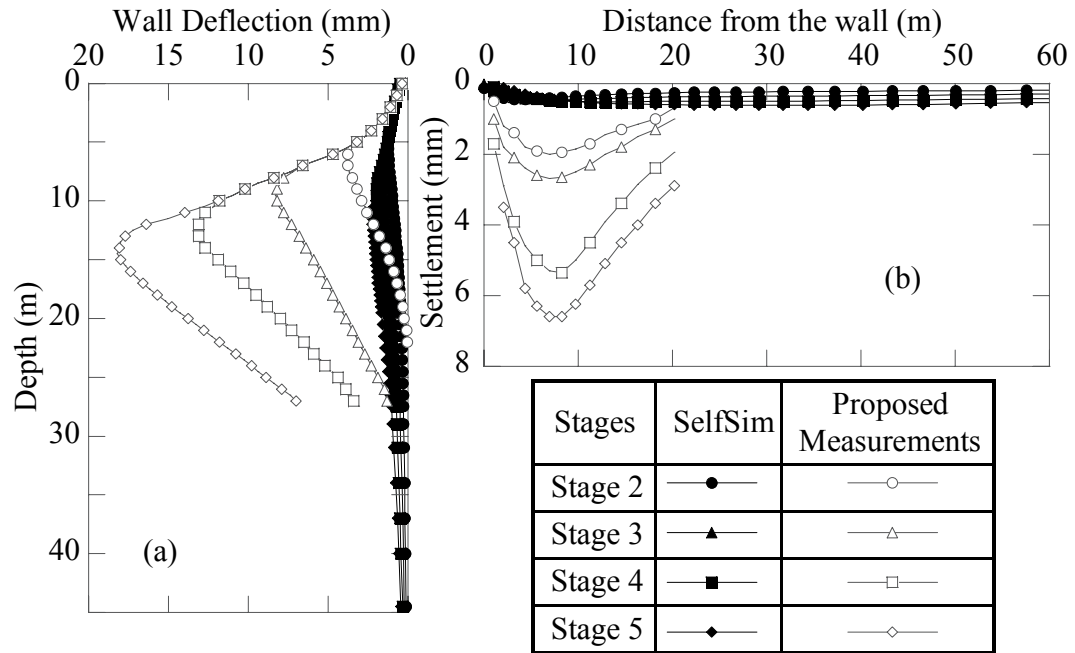 Wall Deflection (mm)
20 15 10 5 0
0
10
20
30
40
Depth (m)
(a)
Distance from the wall (m)
0 10 20 30 40 50 60
0
2
4
6
8
Settlement (mm)
(b)
Stages SelfSim Proposed
Measurements
Stage 2
Stage 3
Stage 4
Stage 5